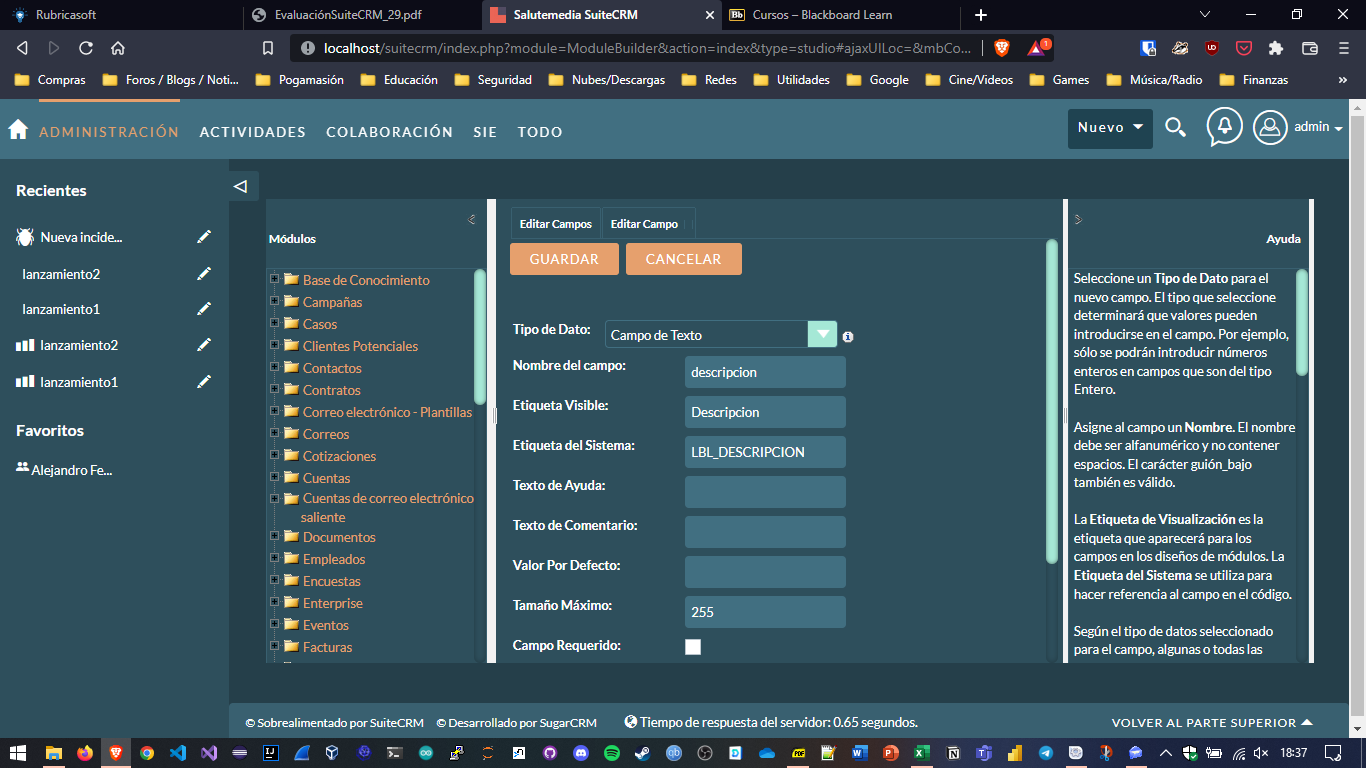 Rubricasoft
EvaluaciónSuiteCRM_29.pdf
Salutemedia SuiteCRM
Bb
Cursos – Blackboard Learn
localhost/suitecrm/index.php?module=ModuleBuilder&action=index&type=studio#ajaxUILoc=&mbCo...
1
Compras
Foros / Blogs / Noti...
Pogamasión
Educación
Seguridad
Nubes/Descargas
Redes
Utilidades
Google
Cine/Videos
Games
Música/Radio
Finanzas
»
ADMINISTRACIÓN
ACTIVIDADES
COLABORACIÓN
SIE
TODO
Nuevo
admin
Recientes
Nueva incide...
lanzamiento2
lanzamiento1
lanzamiento2
lanzamiento1
Favoritos
Alejandro Fe...
Módulos
Base de Conocimiento
Campañas
Casos
Clientes Potenciales
Contactos
Contratos
Correo electrónico - Plantillas
Correos
Cotizaciones
Cuentas
Cuentas de correo electrónico
saliente
Documentos
Empleados
Encuestas
Enterprise
Eventos
Facturas
Editar Campos
Editar Campo
GUARDAR
CANCELAR
Tipo de Dato:
Campo de Texto
Nombre del campo:
descripcion
Etiqueta Visible:
Descripcion
Etiqueta del Sistema:
LBL_DESCRIPCION
Texto de Ayuda:
Texto de Comentario:
Valor Por Defecto:
Tamaño Máximo:
255
Campo Requerido:
Ayuda
Seleccione un Tipo de Dato para el
nuevo campo. El tipo que seleccione
determinará que valores pueden
introducirse en el campo. Por ejemplo,
sólo se podrán introducir números
enteros en campos que son del tipo
Entero.
Asigne al campo un Nombre. El nombre
debe ser alfanumérico y no contener
espacios. El carácter guión_bajo
también es válido.
La Etiqueta de Visualización es la
etiqueta que aparecerá para los
campos en los diseños de módulos. La
Etiqueta del Sistema se utiliza para
hacer referencia al campo en el código.
Según el tipo de datos seleccionado
para el campo, algunas o todas las
© Sobrealimentado por SuiteCRM
© Desarrollado por SugarCRM
Tiempo de respuesta del servidor: 0.65 segundos.
VOLVER AL PARTE SUPERIOR
18:37